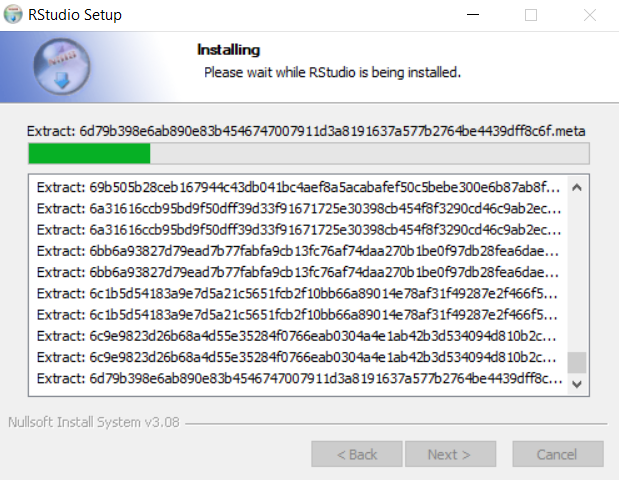 RStudio Setup
Installing
Please wait while RStudio is being installed.
Extract: 6d79b398e6ab890e83b4546747007911d3a8191637a577b2764be4439dff8c6f.meta
Extract: 69b505b28ceb167944c43db041bc4aef8a5acabafef50c5bebe300e6b87ab8f...
Extract: 6a31616ccb95bd9f50dff39d33f91671725e30398cb454f8f3290cd46c9ab2ec...
Extract: 6a31616ccb95bd9f50dff39d33f91671725e30398cb454f8f3290cd46c9ab2ec...
Extract: 6bb6a93827d79ead7b77fabfa9cb13fc76af74daa270b1be0f97db28fea6dae...
Extract: 6bb6a93827d79ead7b77fabfa9cb13fc76af74daa270b1be0f97db28fea6dae...
Extract: 6c1b5d54183a9e7d5a21c5651fcb2f10bb66a89014e78af31f49287e2f466f5...
Extract: 6c1b5d54183a9e7d5a21c5651fcb2f10bb66a89014e78af31f49287e2f466f5...
Extract: 6c9e9823d26b68a4d55e35284f0766eab0304a4e1ab42b3d534094d810b2c...
Extract: 6c9e9823d26b68a4d55e35284f0766eab0304a4e1ab42b3d534094d810b2c...
Extract: 6d79b398e6ab890e83b4546747007911d3a8191637a577b2764be4439dff8c...
Nullsoft Install System v3.08
< Back Next > Cancel